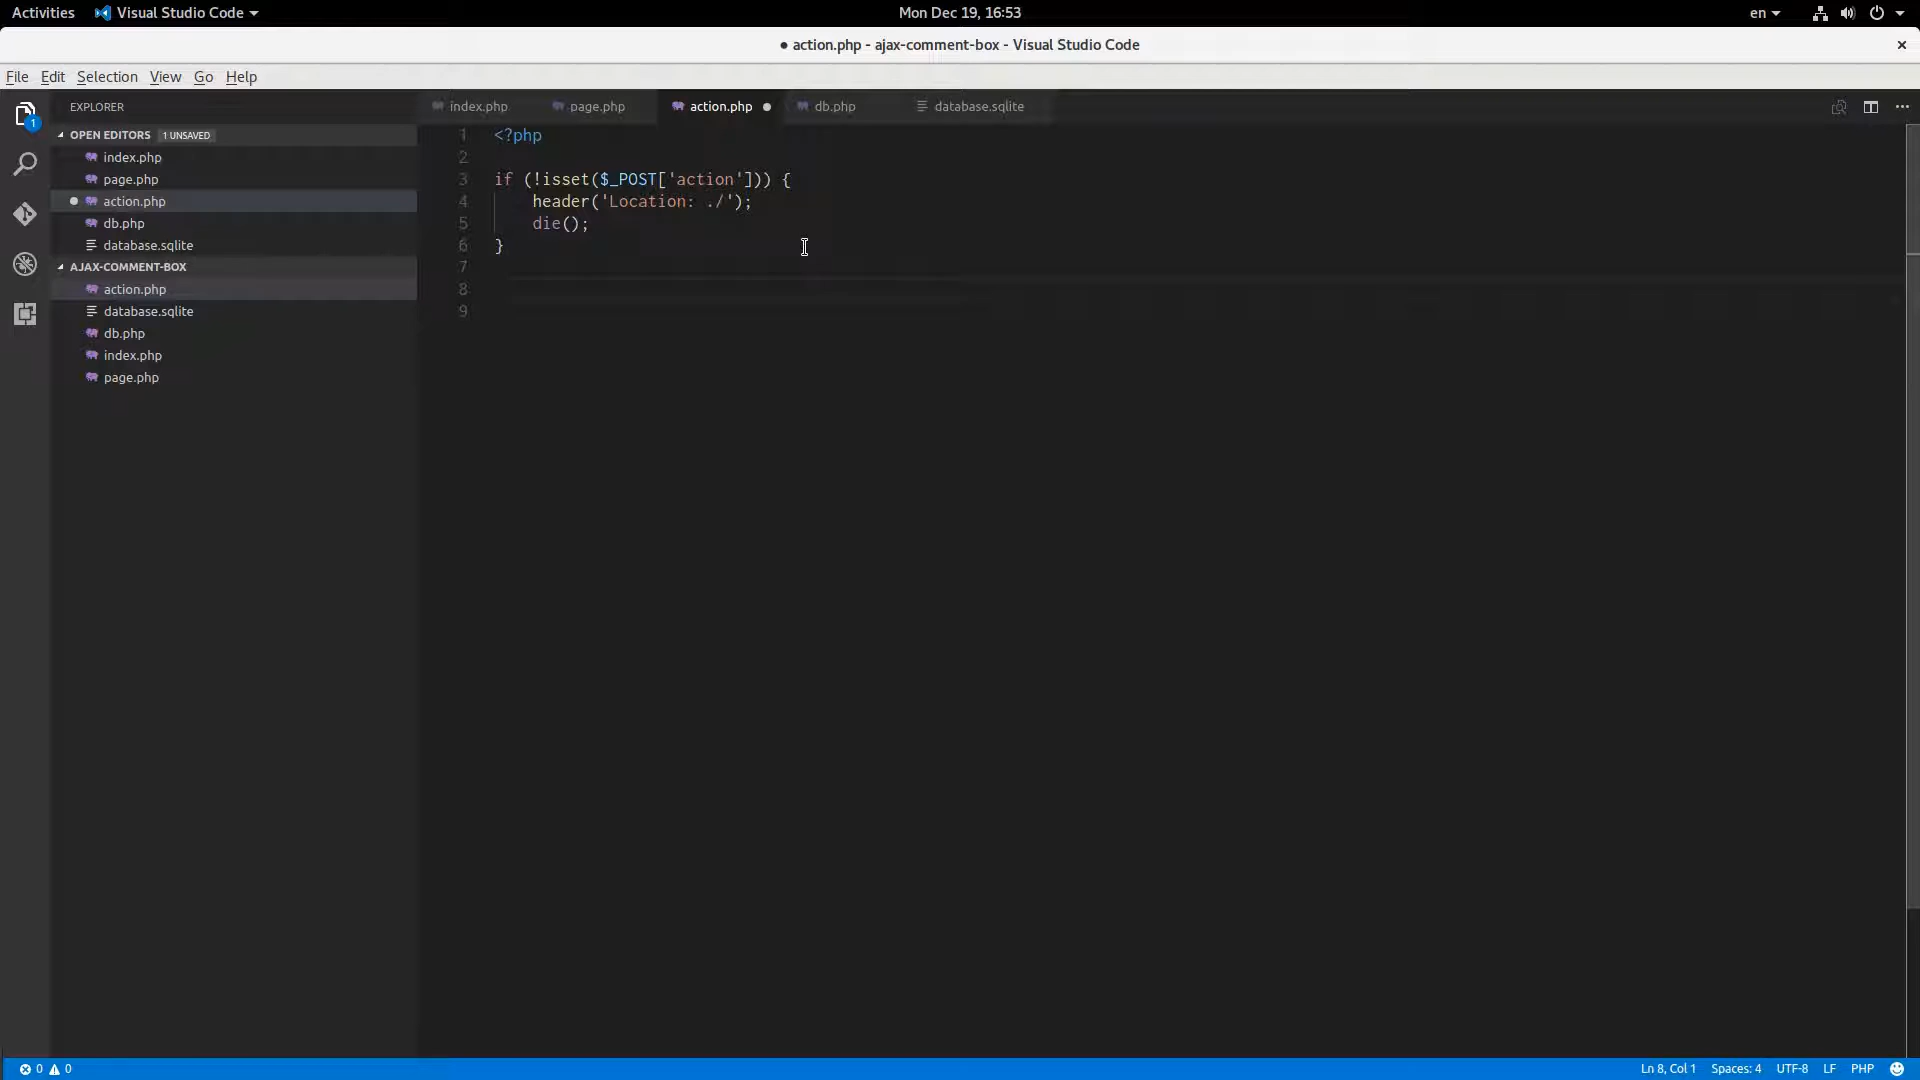 Activities Visual Studio Code Mon Dec 19, 16:53 en
● action.php - ajax-comment-box - Visual Studio Code ×
File Edit Selection View Go Help
EXPLORER
OPEN EDITORS 1 UNSAVED
index.php
page.php
action.php
db.php
database.sqlite
AJAX-COMMENT-BOX
action.php
database.sqlite
db.php
index.php
page.php
1
index.php page.php action.php ● db.php database.sqlite
1 <?php
2
3 if (!isset($_POST['action'])) {
4     header('Location: ./');
5     die();
6 }
7
8
9
0 0 Ln 8, Col 1 Spaces: 4 UTF-8 LF PHP